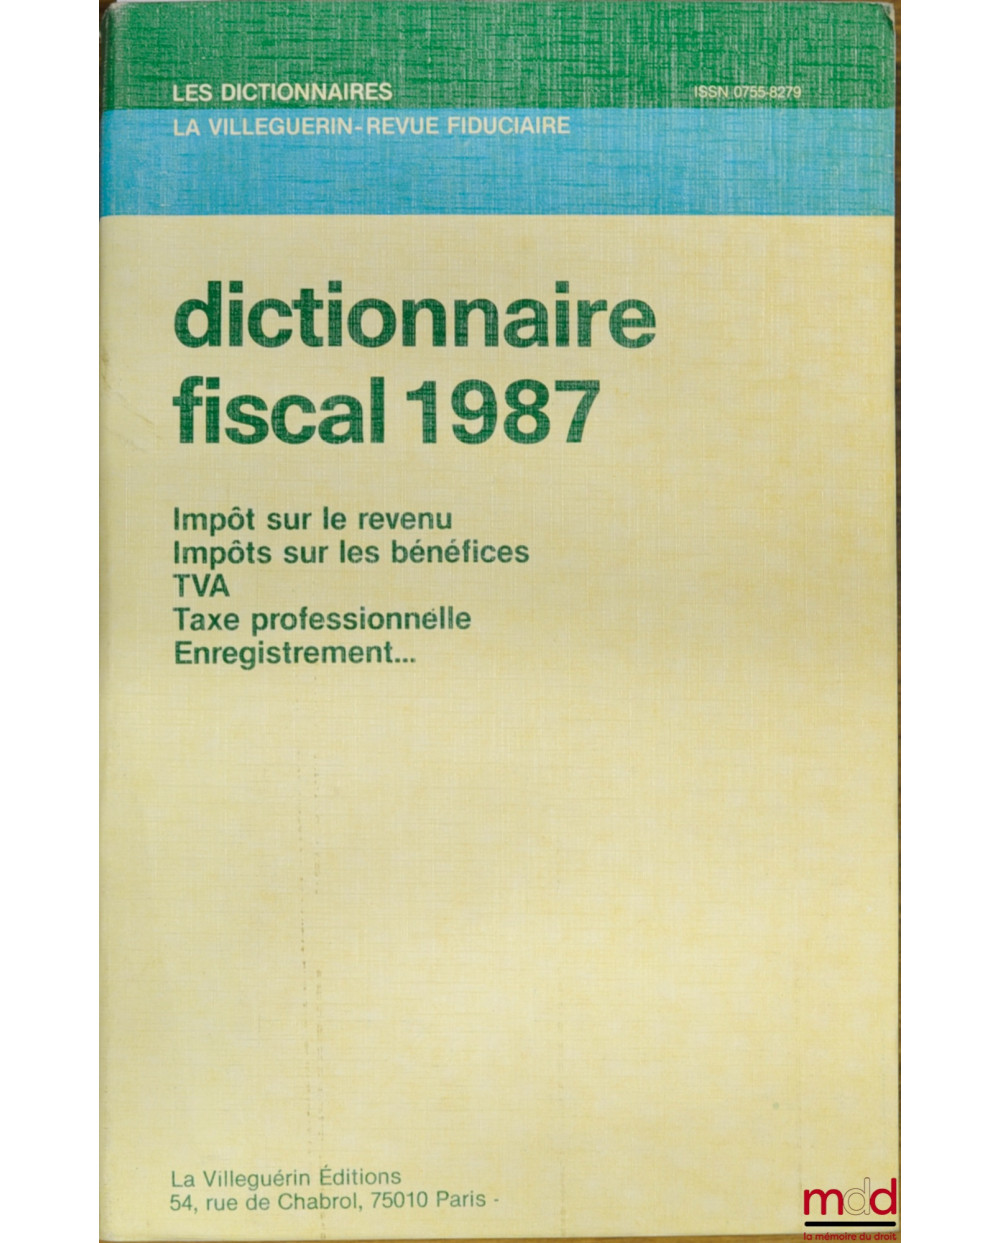 LES DICTIONNAIRES
ISSN 0755-8279
LA VILLEGUERIN-REVUE FIDUCIAIRE
dictionnaire
fiscal 1987
Impôt sur le revenu
Impôts sur les bénéfices
TVA
Taxe professionnelle
Enregistrement...
La Villeguérin Éditions
54, rue de Chabrol, 75010 Paris -
mdd
la mémoire du droit